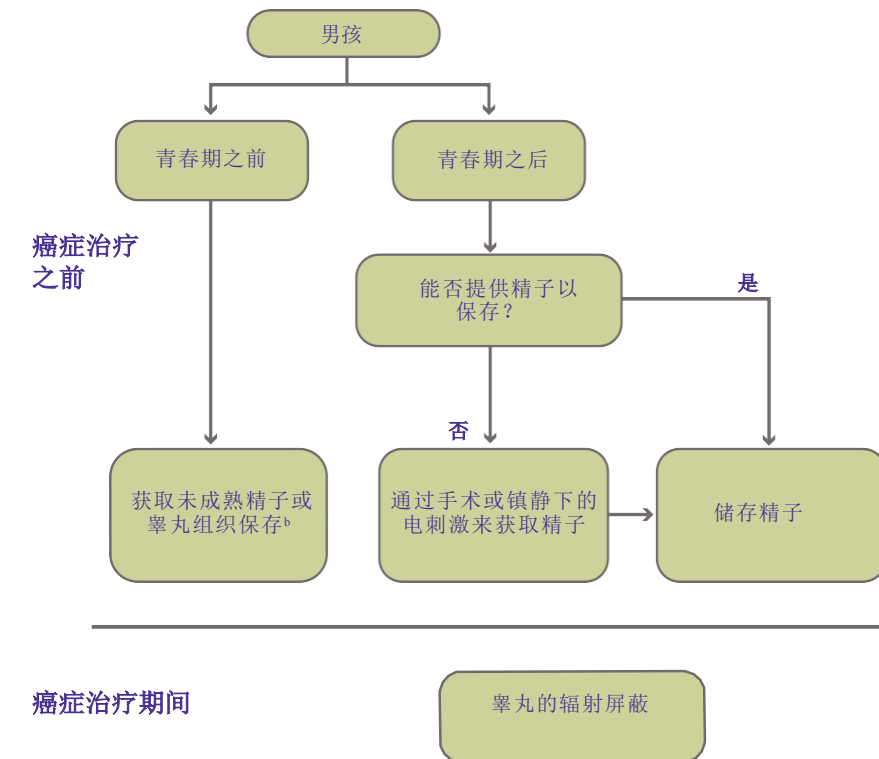 男孩
青春期之前
青春期之后
癌症治疗
之前
能否提供精子以
保存？
是
否
获取未成熟精子或
睾丸组织保存ᵇ
通过手术或镇静下的
电刺激来获取精子
储存精子
癌症治疗期间
睾丸的辐射屏蔽